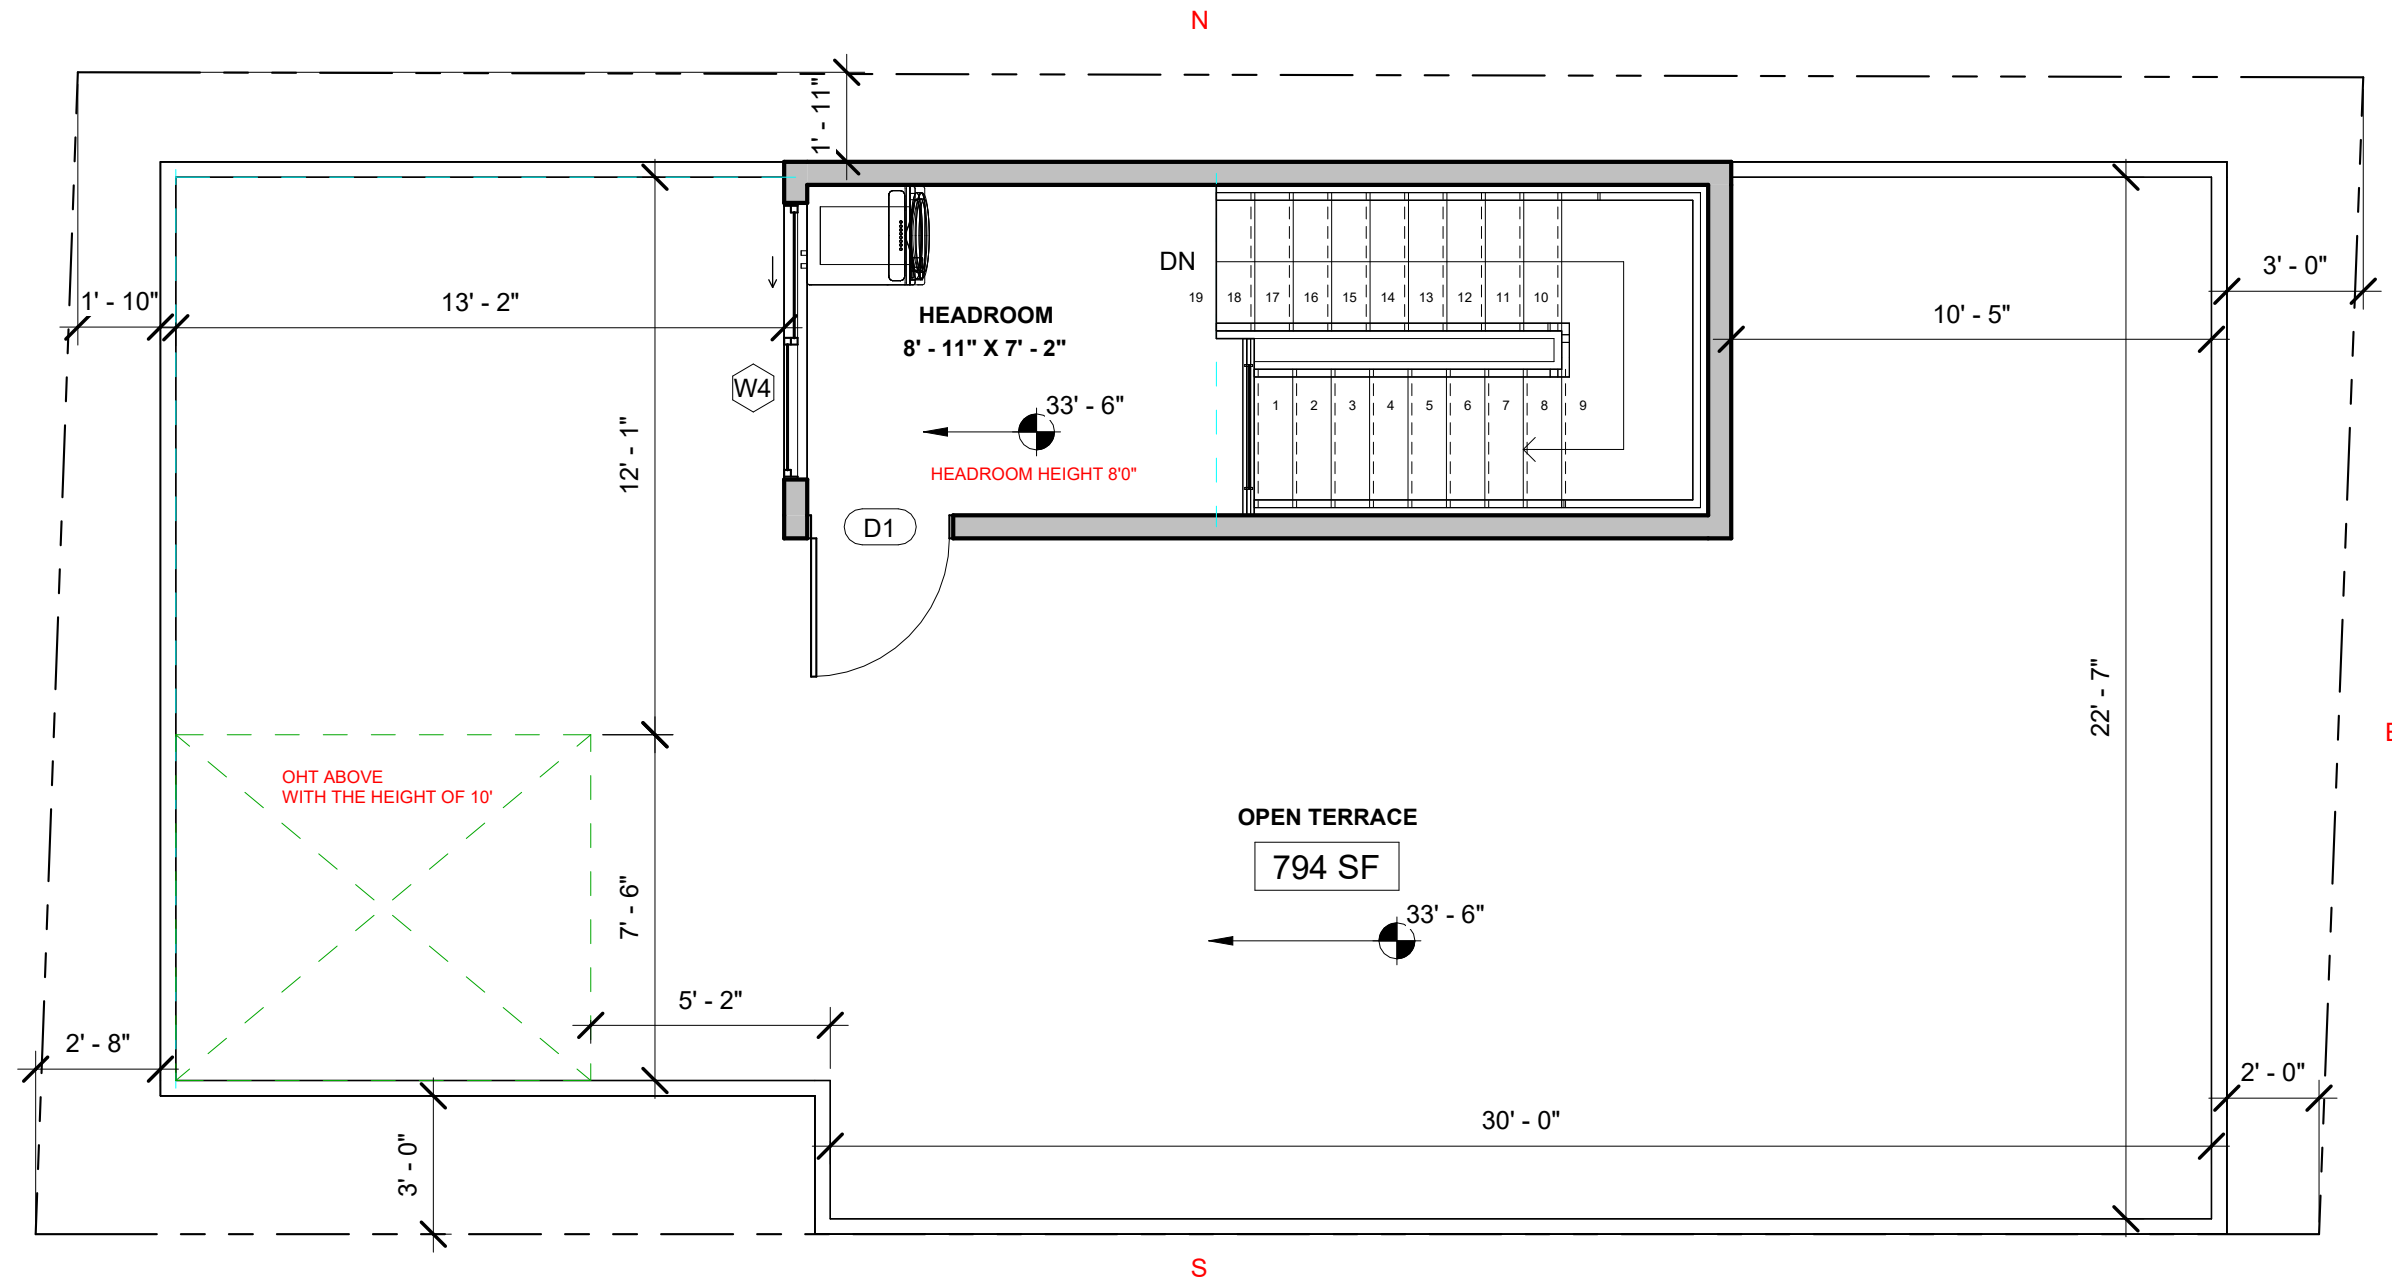 N
1' - 11"
1' - 10"
13' - 2"
DN
3' - 0"
19 18 17 16 15 14 13 12 11 10
HEADROOM
8' - 11" X 7' - 2"
10' - 5"
W4
33' - 6"
1 2 3 4 5 6 7 8 9
12' - 1"
HEADROOM HEIGHT 8'0"
D1
22' - 7"
OHT ABOVE
WITH THE HEIGHT OF 10'
OPEN TERRACE
794 SF
7' - 6"
33' - 6"
5' - 2"
2' - 8"
2' - 0"
30' - 0"
3' - 0"
S